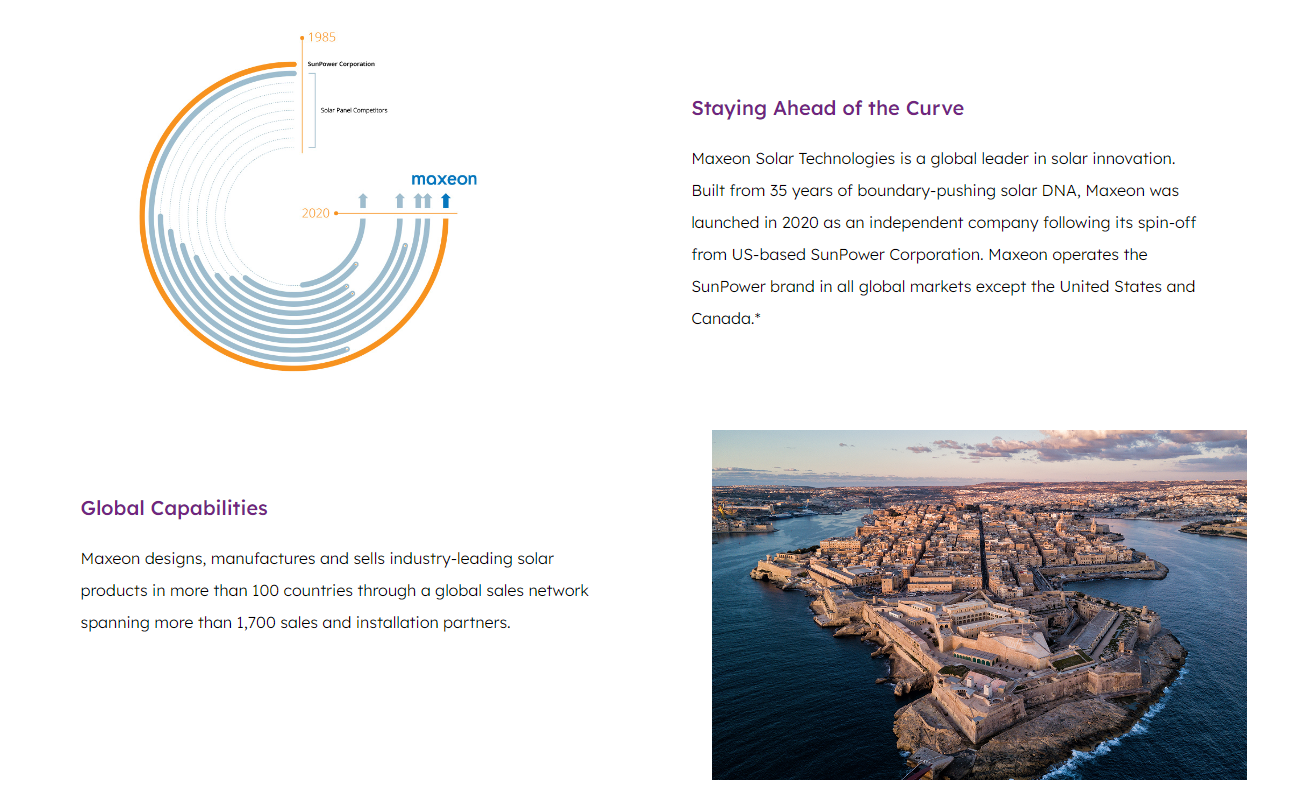 1985
SunPower Corporation
Solar Panel Competitors
maxeon
2020
Staying Ahead of the Curve
Maxeon Solar Technologies is a global leader in solar innovation.
Built from 35 years of boundary-pushing solar DNA, Maxeon was
launched in 2020 as an independent company following its spin-off
from US-based SunPower Corporation. Maxeon operates the
SunPower brand in all global markets except the United States and
Canada.*
Global Capabilities
Maxeon designs, manufactures and sells industry-leading solar
products in more than 100 countries through a global sales network
spanning more than 1,700 sales and installation partners.